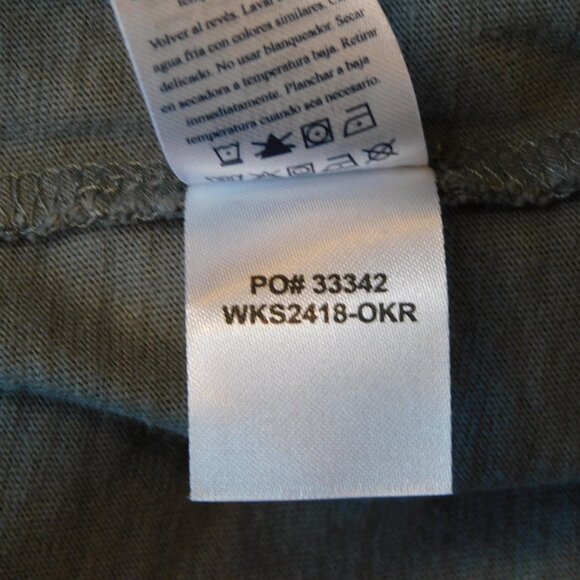 Volver al revés. Lavar
agua fria con colores similares.
delicado. No usar blanqueador. Secar
en secadora a temperatura baja. Retirar
inmediatamente. Planchar a baja
temperatura cuando sea necesario.
PO# 33342
WKS2418-OKR